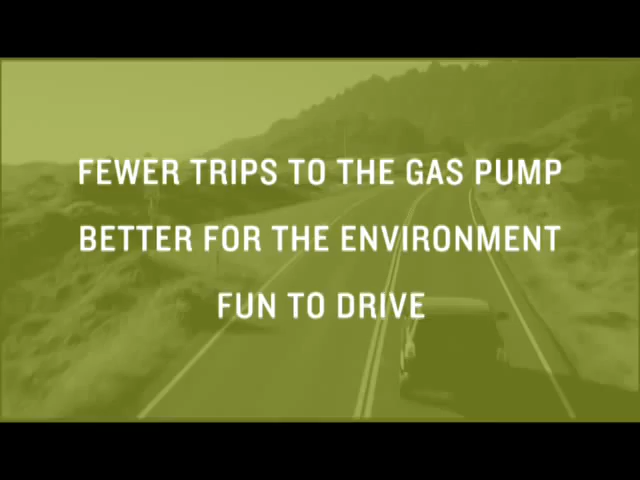 FEWER TRIPS TO THE GAS PUMP
BETTER FOR THE ENVIRONMENT
FUN TO DRIVE